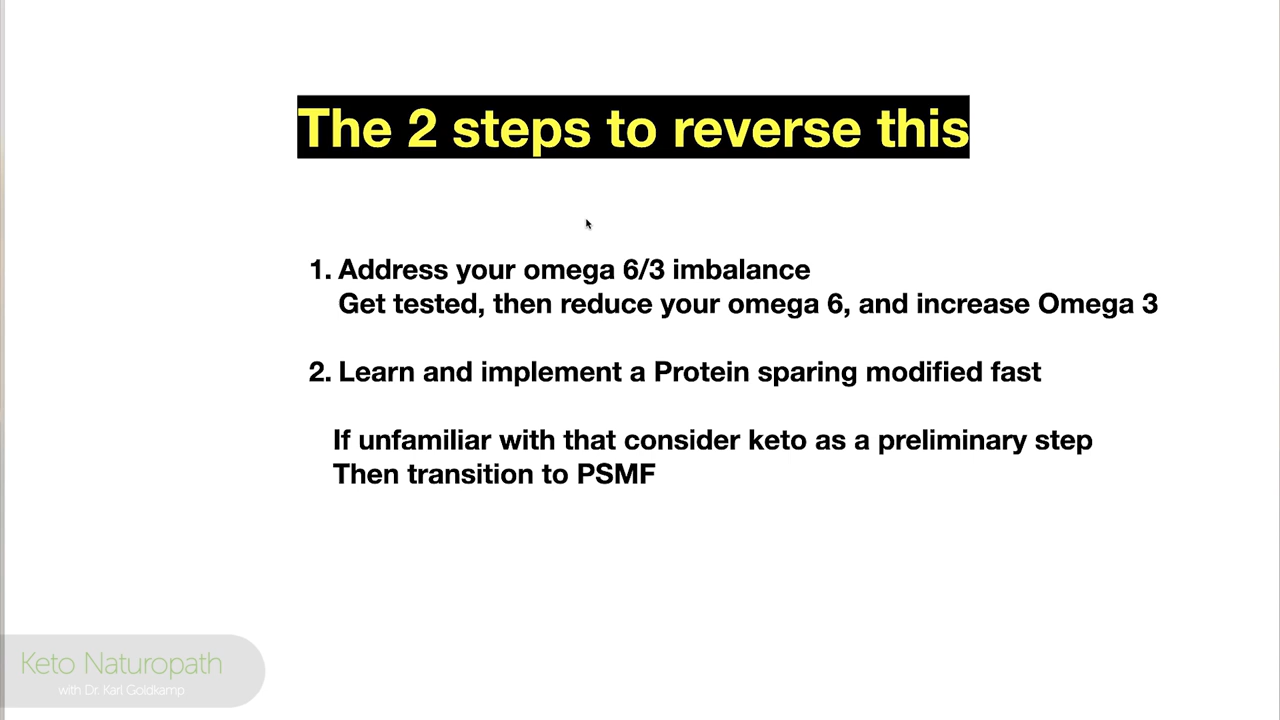 The 2 steps to reverse this
1. Address your omega 6/3 imbalance
Get tested, then reduce your omega 6, and increase Omega 3
2. Learn and implement a Protein sparing modified fast
If unfamiliar with that consider keto as a preliminary step
Then transition to PSMF
Keto Naturopath
with Dr. Karl Goldkamp